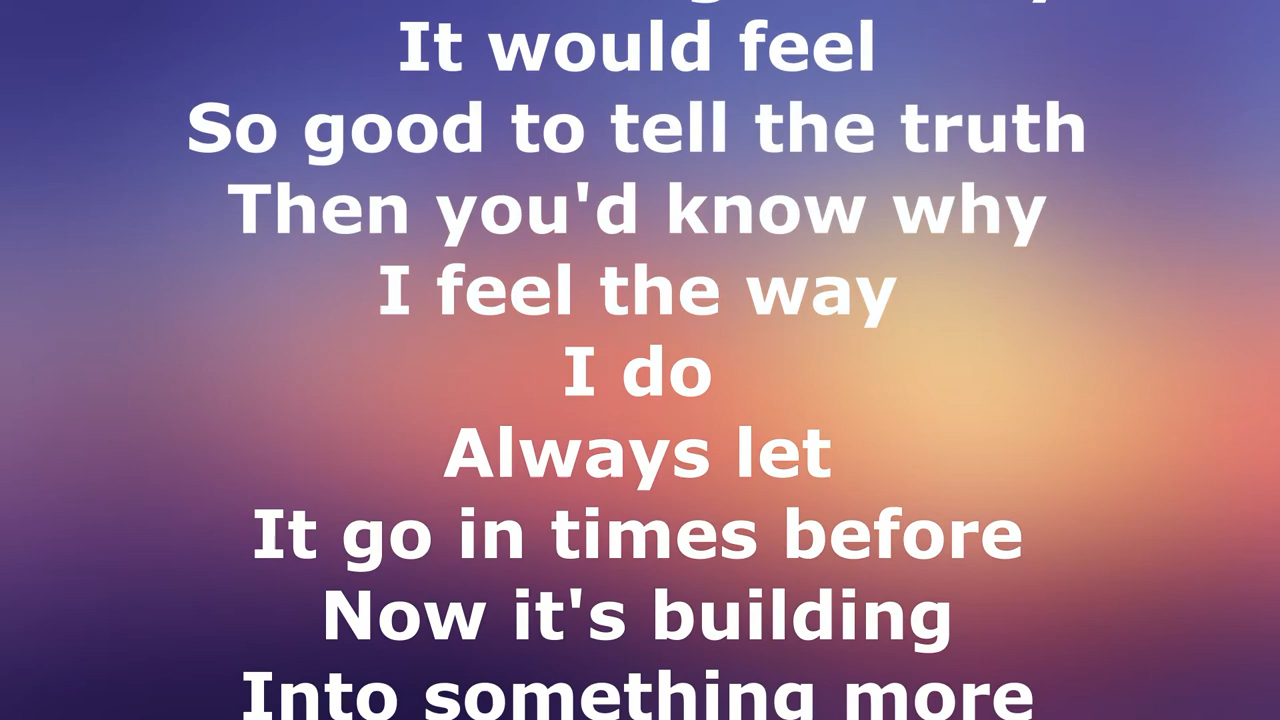 It would feel
So good to tell the truth
Then you'd know why
I feel the way
I do
Always let
It go in times before
Now it's building
Into something more